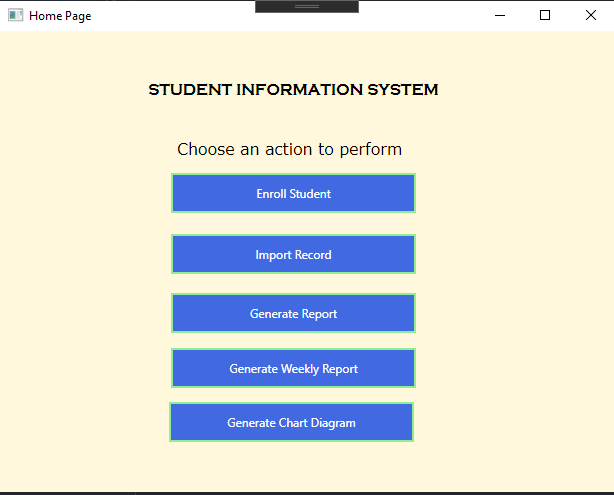 Home Page
STUDENT INFORMATION SYSTEM
Choose an action to perform
Enroll Student
Import Record
Generate Report
Generate Weekly Report
Generate Chart Diagram